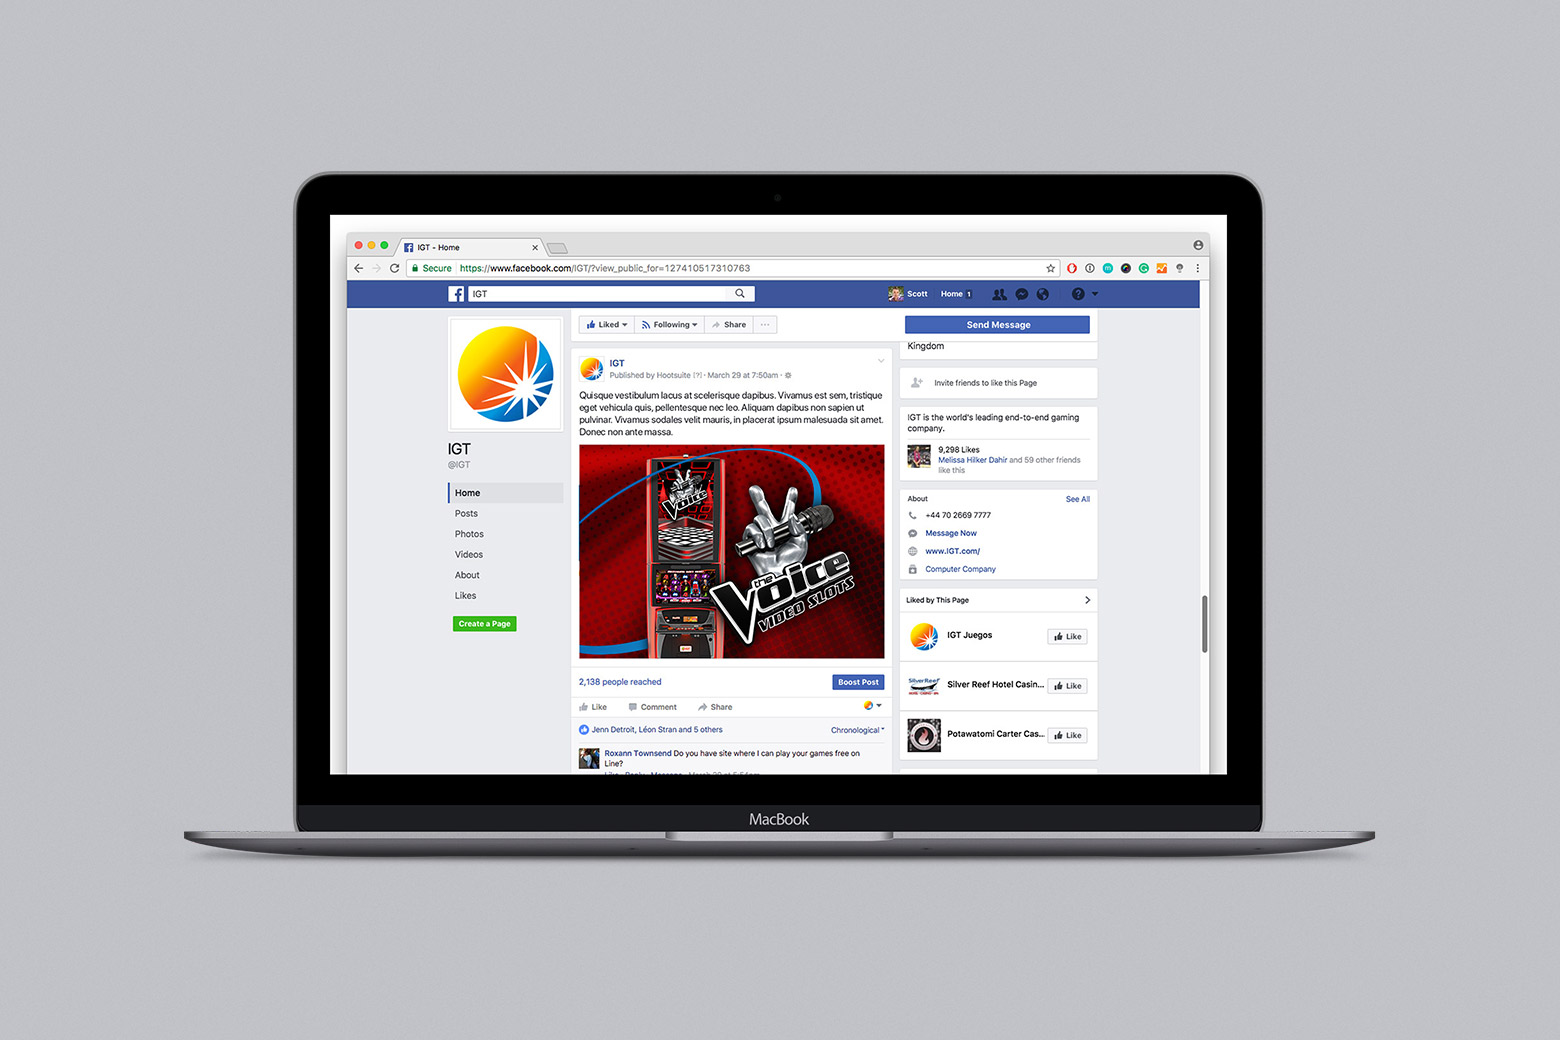 IGT - Home
Secure https://www.facebook.com/IGT/?view_public_for=127410517310763
IGT
Scott Home 1
IGT
@IGT
Home
Posts
Photos
Videos
About
Likes
Create a Page
Liked Following Share ...
Send Message
IGT
Published by Hootsuite [?] · March 29 at 7:50am ·
Quisque vestibulum lacus at scelerisque dapibus. Vivamus est sem, tristique
eget vehicula quis, pellentesque nec leo. Aliquam dapibus non sapien ut
pulvinar. Vivamus sodales velit mauris, in placerat ipsum malesuada sit amet.
Donec non ante massa.
the Voice
the Voice
VIDEO SLOTS
2,138 people reached
Boost Post
Like Comment Share
Jenn Detroit, Léon Stran and 5 others
Chronological
Roxann Townsend Do you have site where I can play your games free on
Line?
Kingdom
Invite friends to like this Page
IGT is the world's leading end-to-end gaming
company.
9,298 Likes
Melissa Hilker Dahir and 59 other friends
like this
About See All
+44 70 2669 7777
Message Now
www.IGT.com/
Computer Company
Liked by This Page
IGT Juegos Like
Silver Reef Hotel Casin... Like
Potawatomi Carter Cas... Like
MacBook